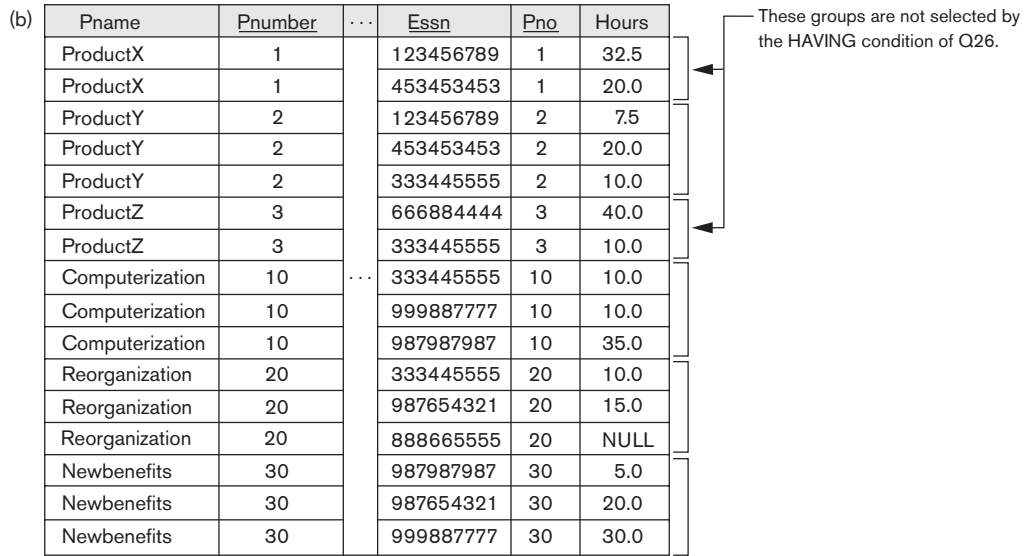 (b) Pname Pnumber · · · Essn Pno Hours
ProductX 1 123456789 1 32.5
ProductX 1 453453453 1 20.0
ProductY 2 123456789 2 7.5
ProductY 2 453453453 2 20.0
ProductY 2 333445555 2 10.0
ProductZ 3 666884444 3 40.0
ProductZ 3 333445555 3 10.0
Computerization 10 · · · 333445555 10 10.0
Computerization 10 999887777 10 10.0
Computerization 10 987987987 10 35.0
Reorganization 20 333445555 20 10.0
Reorganization 20 987654321 20 15.0
Reorganization 20 888665555 20 NULL
Newbenefits 30 987987987 30 5.0
Newbenefits 30 987654321 30 20.0
Newbenefits 30 999887777 30 30.0
These groups are not selected by
the HAVING condition of Q26.